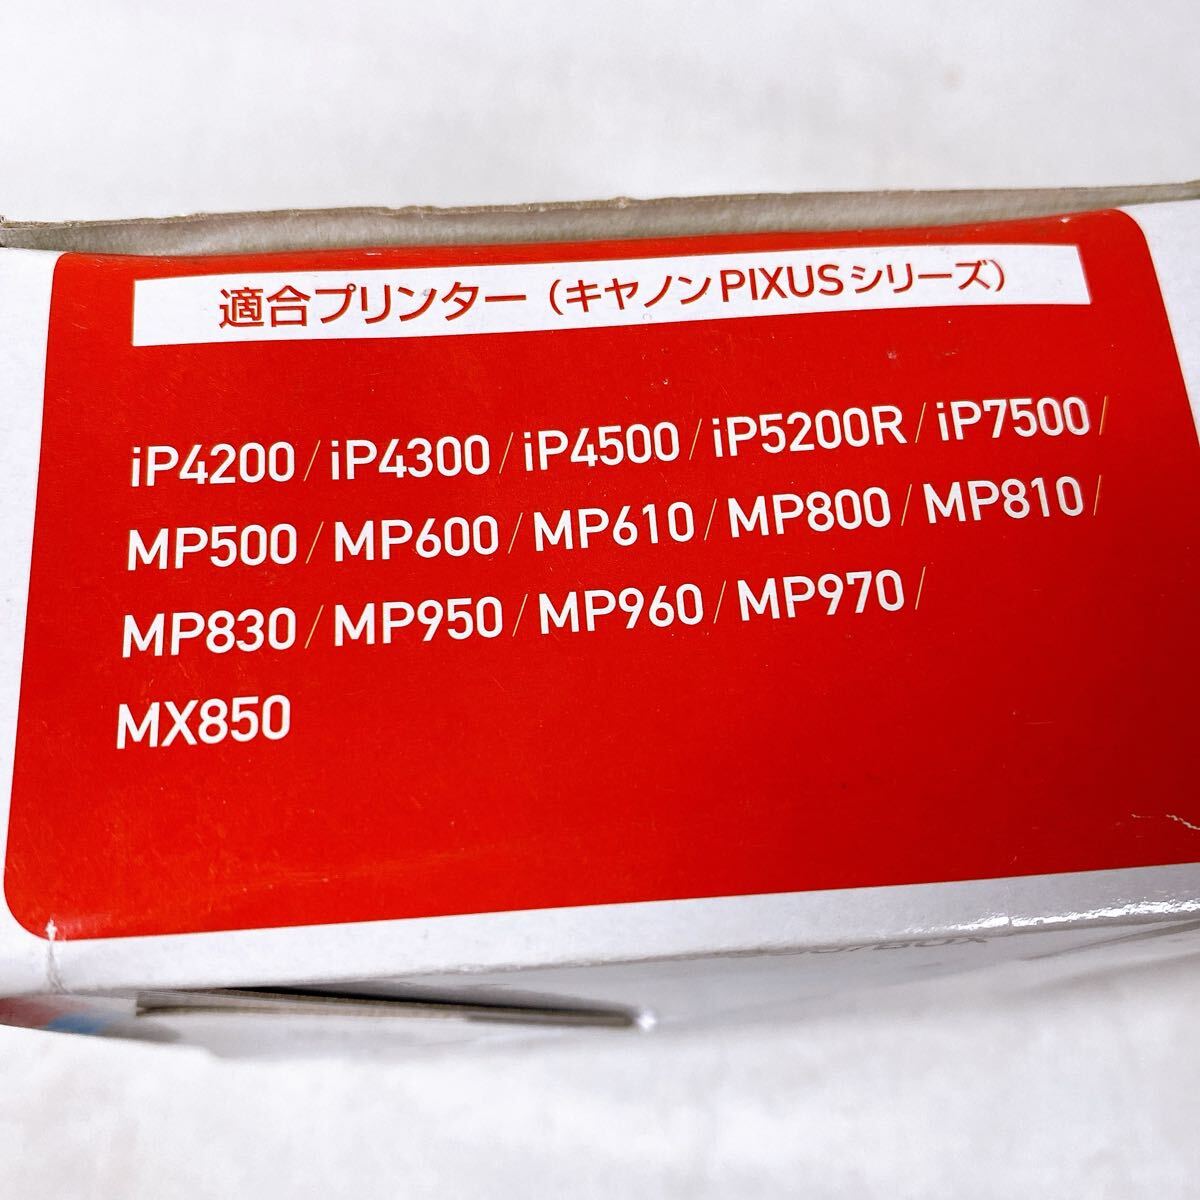 適合プリンター（キヤノンPIXUSシリーズ）
iP4200/iP4300/iP4500/iP5200R/iP7500/
MP500/MP600/MP610/MP800/MP810/
MP830/MP950/MP960/MP970/
MX850